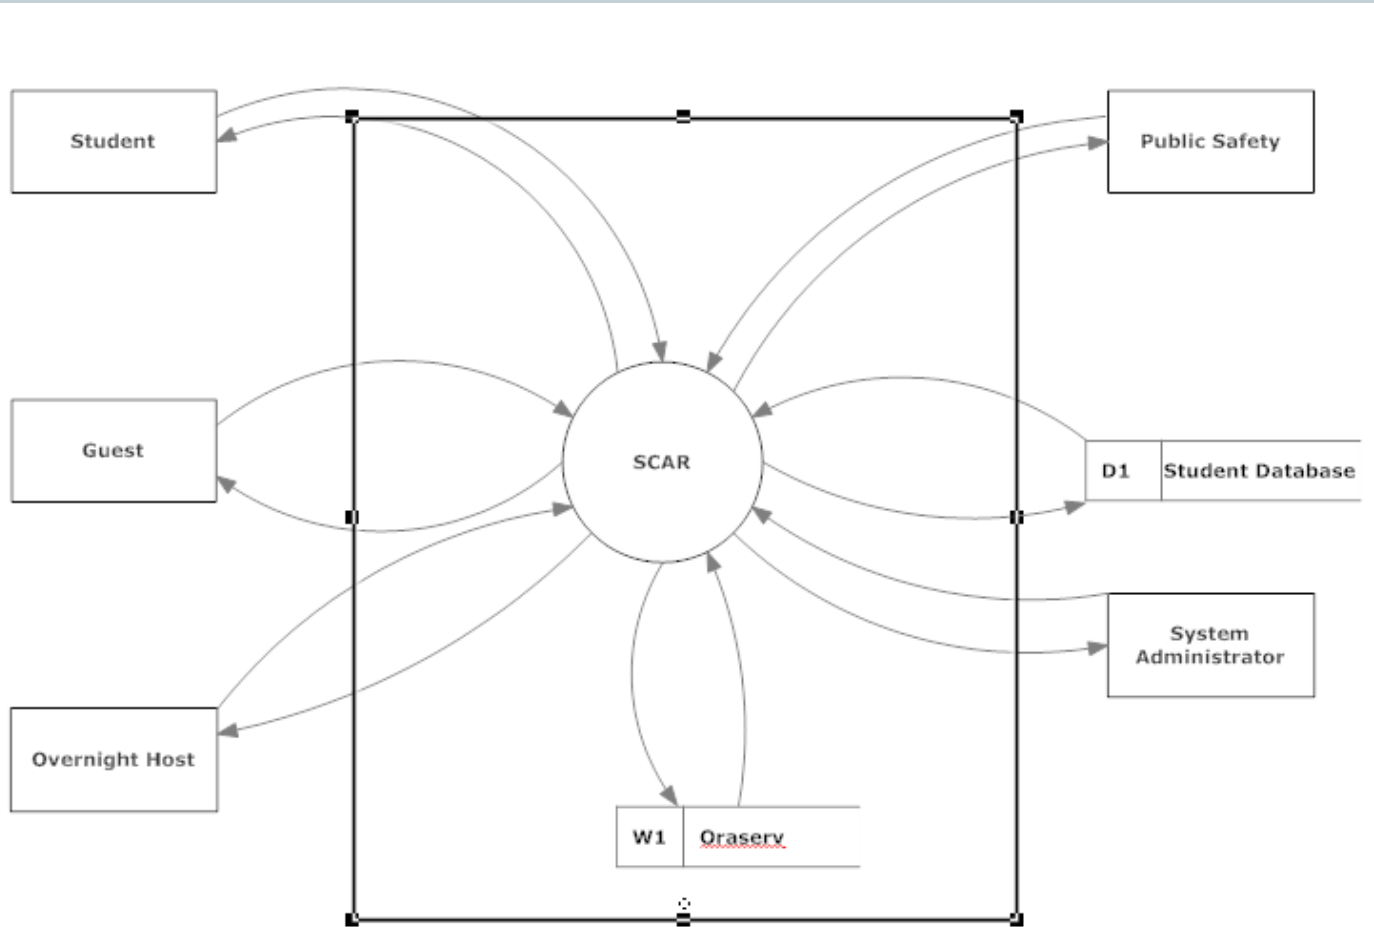 Student
Public Safety
Guest
SCAR
D1 Student Database
System
Administrator
Overnight Host
W1 Oraserv